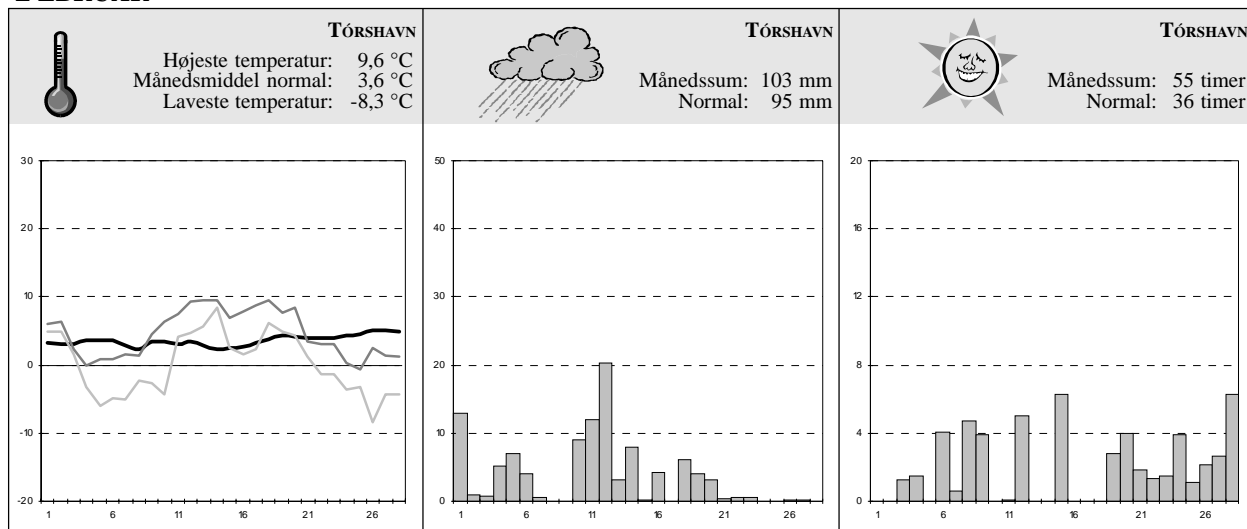 TÓRSHAVN
Højeste temperatur: 9,6 °C
Månedsmiddel normal: 3,6 °C
Laveste temperatur: -8,3 °C
30
20
10
0
-10
-20
1 6 11 16 21 26
TÓRSHAVN
Månedssum: 103 mm
Normal: 95 mm
50
40
30
20
10
0
1 6 11 16 21 26
TÓRSHAVN
Månedssum: 55 timer
Normal: 36 timer
20
16
12
8
4
0
1 6 11 16 21 26